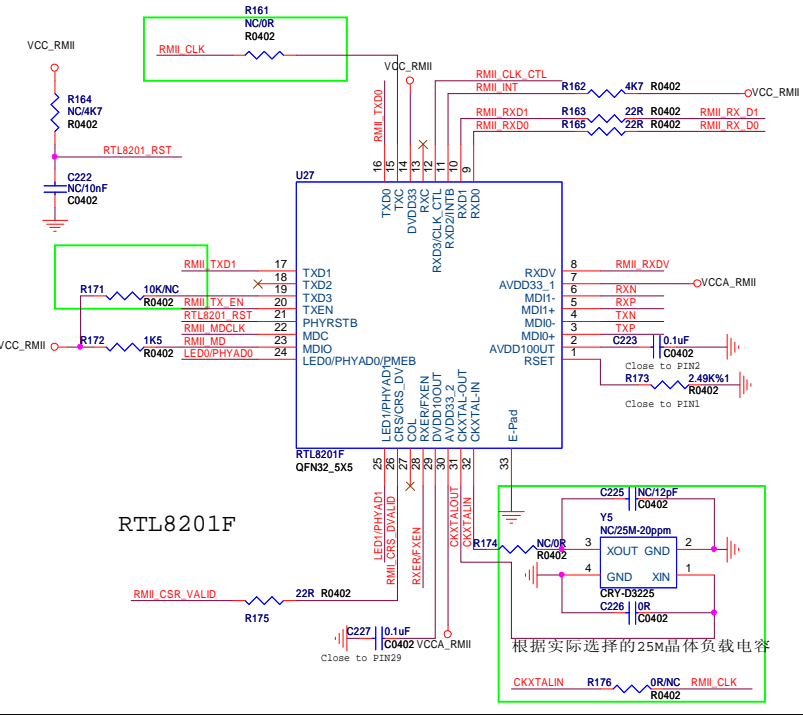 R161
NC/0R
R0402
RMII_CLK
VCC_RMII
R164
NC/4K7
R0402
RTL8201_RST
C222
NC/10nF
C0402
VCC_RMII
RMII_TXD0
RMII_CLK_CTL
RMII_INT
R162
4K7
R0402
VCC_RMII
RMII_RXD1
R163
22R
R0402
RMII_RX_D1
RMII_RXD0
R165
22R
R0402
RMII_RX_D0
16
15
14
13
12
11
10
9
U27
TXD0
TXC
DVDD33
RXC
RXD3/CLK_CTL
RXD2/INTB
RXD1
RXD0
RMII_TXD1
17
TXD1
18
TXD2
R171
10K/NC
R0402
19
TXD3
RMII_TX_EN
20
TXEN
RTL8201_RST
21
PHYRSTB
RMII_MDCLK
22
MDC
VCC_RMII
R172
1K5
R0402
RMII_MD
23
MDIO
LED0/PHYAD0
24
LED0/PHYAD0/PMEB
RXDV
8
RMII_RXDV
AVDD33_1
7
VCCA_RMII
MDI1-
6
RXN
MDI1+
5
RXP
MDI0-
4
TXN
MDI0+
3
TXP
AVDD100UT
2
C223
0.1uF
C0402
Close to PIN2
RSET
1
R173
2.49K%1
R0402
Close to PIN1
LED1/PHYAD1
CRS/CRS_DV
COL
RXER/FXEN
DVDD10OUT
AVDD33_2
CKXTAL-OUT
CKXTAL-IN
E-Pad
RTL8201F
QFN32_5X5
25
26
27
28
29
30
31
32
33
LED1/PHYAD1
RMII_CRS_DVALID
RXER/FXEN
CKXTALOUT
CKXTALIN
RTL8201F
RMII_CSR_VALID
22R
R0402
R175
C227
0.1uF
C0402
Close to PIN29
VCCA_RMII
C225
NC/12pF
C0402
Y5
NC/25M-20ppm
R174
NC/0R
R0402
3
XOUT
GND
2
4
GND
XIN
1
CRY-D3225
C226
0R
C0402
根据实际选择的25M晶体负载电容
CKXTALIN
R176
0R/NC
R0402
RMII_CLK